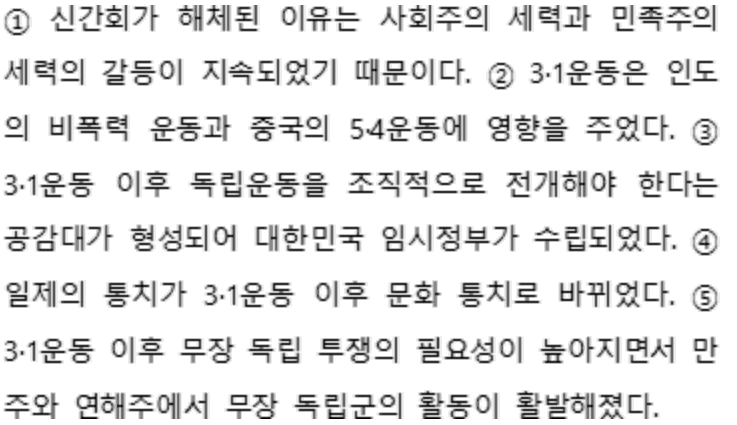 ① 신간회가 해체된 이유는 사회주의 세력과 민족주의
세력의 갈등이 지속되었기 때문이다. ② 3·1운동은 인도
의 비폭력 운동과 중국의 5·4운동에 영향을 주었다. ③
3·1운동 이후 독립운동을 조직적으로 전개해야 한다는
공감대가 형성되어 대한민국 임시정부가 수립되었다. ④
일제의 통치가 3·1운동 이후 문화 통치로 바뀌었다. ⑤
3·1운동 이후 무장 독립 투쟁의 필요성이 높아지면서 만
주와 연해주에서 무장 독립군의 활동이 활발해졌다.